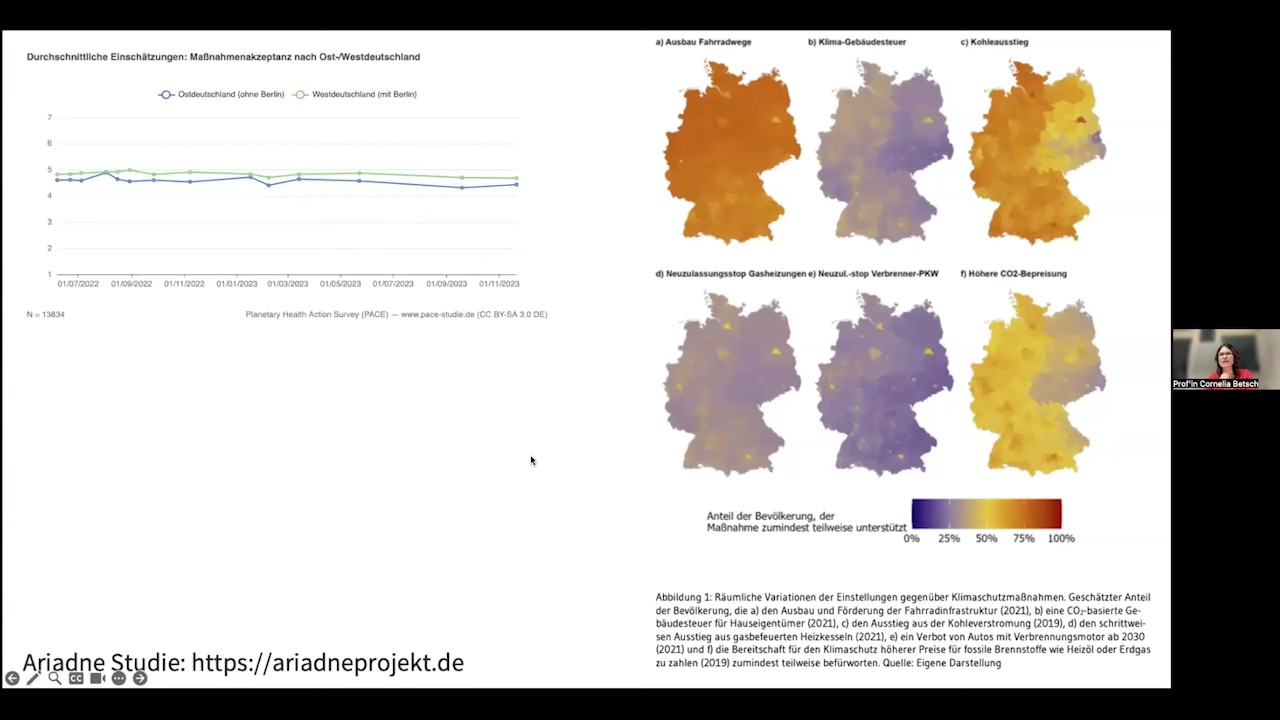 Durchschnittliche Einschätzungen: Maßnahmenakzeptanz nach Ost-/Westdeutschland
Ostdeutschland (ohne Berlin)
Westdeutschland (mit Berlin)
7
6
5
4
3
2
1
01/07/2022
01/09/2022
01/11/2022
01/01/2023
01/03/2023
01/05/2023
01/07/2023
01/09/2023
01/11/2023
N = 13834
Planetary Health Action Survey (PACE) — www.pace-studie.de (CC BY-SA 3.0 DE)
a) Ausbau Fahrradwege
b) Klima-Gebäudesteuer
c) Kohleausstieg
d) Neuzulassungsstop Gasheizungen
e) Neuzul.-stop Verbrenner-PKW
f) Höhere CO2-Bepreisung
Anteil der Bevölkerung, der
Maßnahme zumindest teilweise unterstützt
0%
25%
50%
75%
100%
Abbildung 1: Räumliche Variationen der Einstellungen gegenüber Klimaschutzmaßnahmen. Geschätzter Anteil
der Bevölkerung, die a) den Ausbau und Förderung der Fahrradinfrastruktur (2021), b) eine CO₂-basierte Ge-
bäudesteuer für Hauseigentümer (2021), c) den Ausstieg aus der Kohleverstromung (2019), d) den schrittwei-
sen Ausstieg aus gasbefeuerten Heizkesseln (2021), e) ein Verbot von Autos mit Verbrennungsmotor ab 2030
(2021) und f) die Bereitschaft für den Klimaschutz höherer Preise für fossile Brennstoffe wie Heizöl oder Erdgas
zu zahlen (2019) zumindest teilweise befürworten. Quelle: Eigene Darstellung
Ariadne Studie: https://ariadneprojekt.de
CC
Prof'in Cornelia Betsch